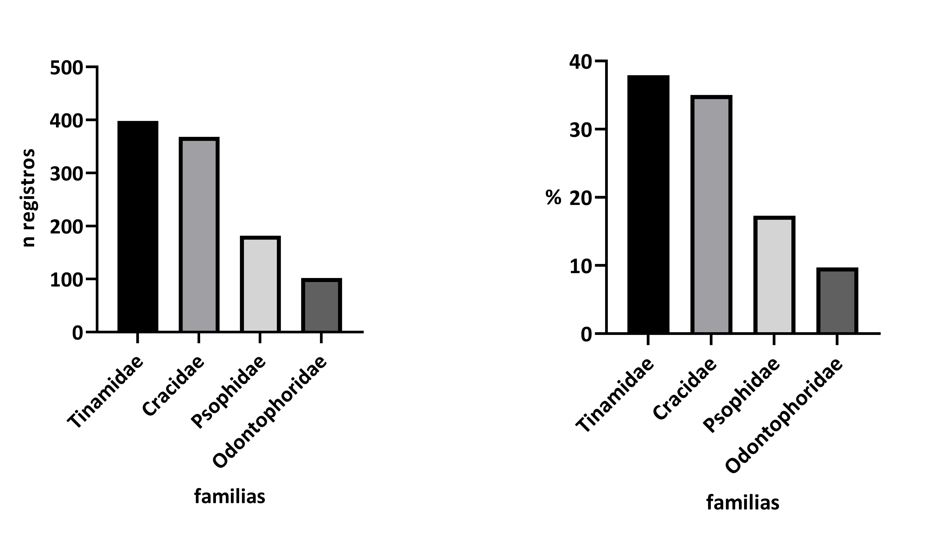 500
400
300
200
100
0
n registros
Tinamidae
Cracidae
Psophidae
Odontophoridae
familias
40
30
20
10
0
%
Tinamidae
Cracidae
Psophidae
Odontophoridae
familias